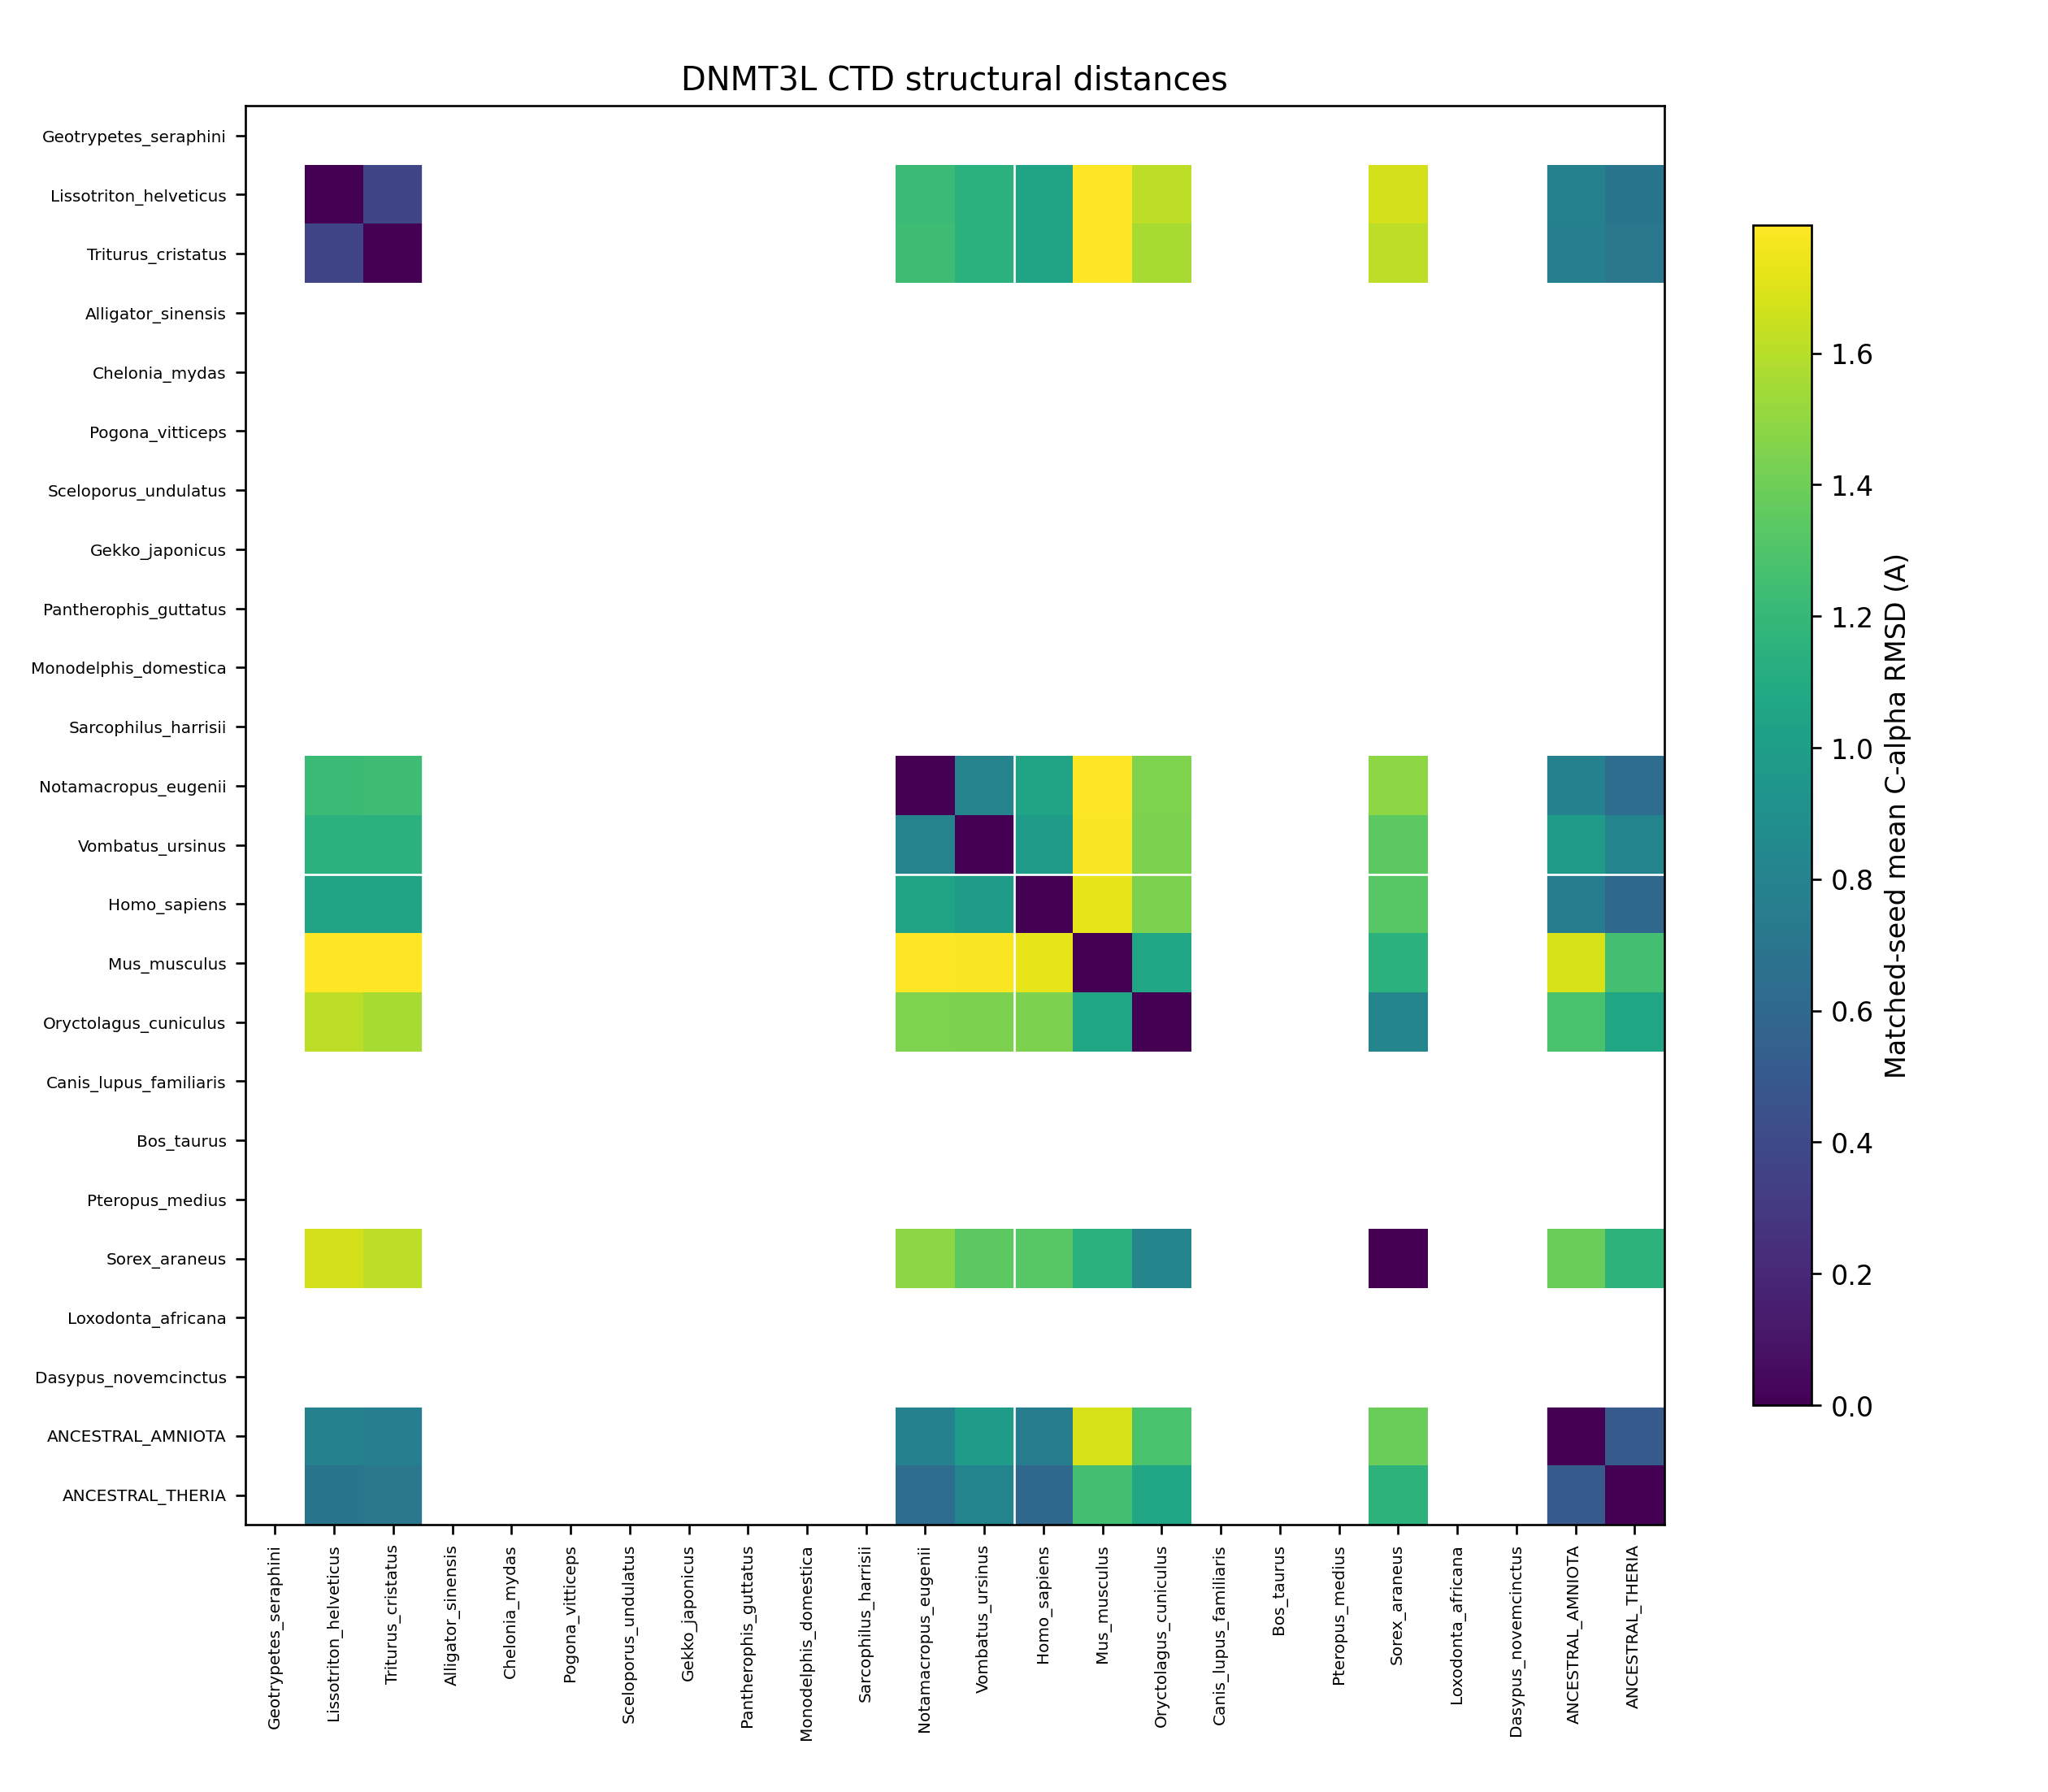 DNMT3L CTD structural distances
Geotrypetes_seraphini
Lissotriton_helveticus
Triturus_cristatus
Alligator_sinensis
Chelonia_mydas
Pogona_vitticeps
Sceloporus_undulatus
Gekko_japonicus
Pantherophis_guttatus
Monodelphis_domestica
Sarcophilus_harrisii
Notamacropus_eugenii
Vombatus_ursinus
Homo_sapiens
Mus_musculus
Oryctolagus_cuniculus
Canis_lupus_familiaris
Bos_taurus
Pteropus_medius
Sorex_araneus
Loxodonta_africana
Dasypus_novemcinctus
ANCESTRAL_AMNIOTA
ANCESTRAL_THERIA
Geotrypetes_seraphini
Lissotriton_helveticus
Triturus_cristatus
Alligator_sinensis
Chelonia_mydas
Pogona_vitticeps
Sceloporus_undulatus
Gekko_japonicus
Pantherophis_guttatus
Monodelphis_domestica
Sarcophilus_harrisii
Notamacropus_eugenii
Vombatus_ursinus
Homo_sapiens
Mus_musculus
Oryctolagus_cuniculus
Canis_lupus_familiaris
Bos_taurus
Pteropus_medius
Sorex_araneus
Loxodonta_africana
Dasypus_novemcinctus
ANCESTRAL_AMNIOTA
ANCESTRAL_THERIA
1.6
1.4
1.2
1.0
0.8
0.6
0.4
0.2
0.0
Matched-seed mean C-alpha RMSD (A)